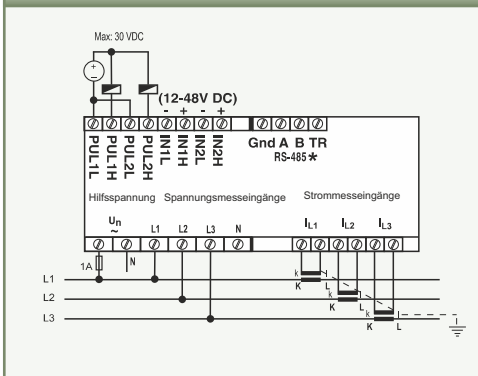 Max: 30 VDC
+
–
(12-48V DC)
- + - +
PUL1L PUL1H PUL2L PUL2H IN1L IN1H IN2L IN2H
Gnd A B TR
RS-485*
Hilfsspannung Spannungsmesseingänge Strommesseingänge
Un ~ L1 L2 L3 N IL1 IL2 IL3
1A N
L1
k l
K L
L2
k l
K L
L3
k l
K L